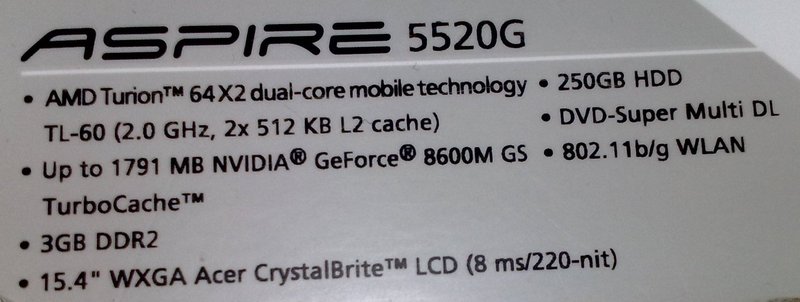 ASPIRE 5520G
• AMD Turion™ 64 X2 dual-core mobile technology
TL-60 (2.0 GHz, 2x 512 KB L2 cache)
• Up to 1791 MB NVIDIA® GeForce® 8600M GS
TurboCache™
• 3GB DDR2
• 15.4" WXGA Acer CrystalBrite™ LCD (8 ms/220-nit)
• 250GB HDD
• DVD-Super Multi DL
• 802.11b/g WLAN